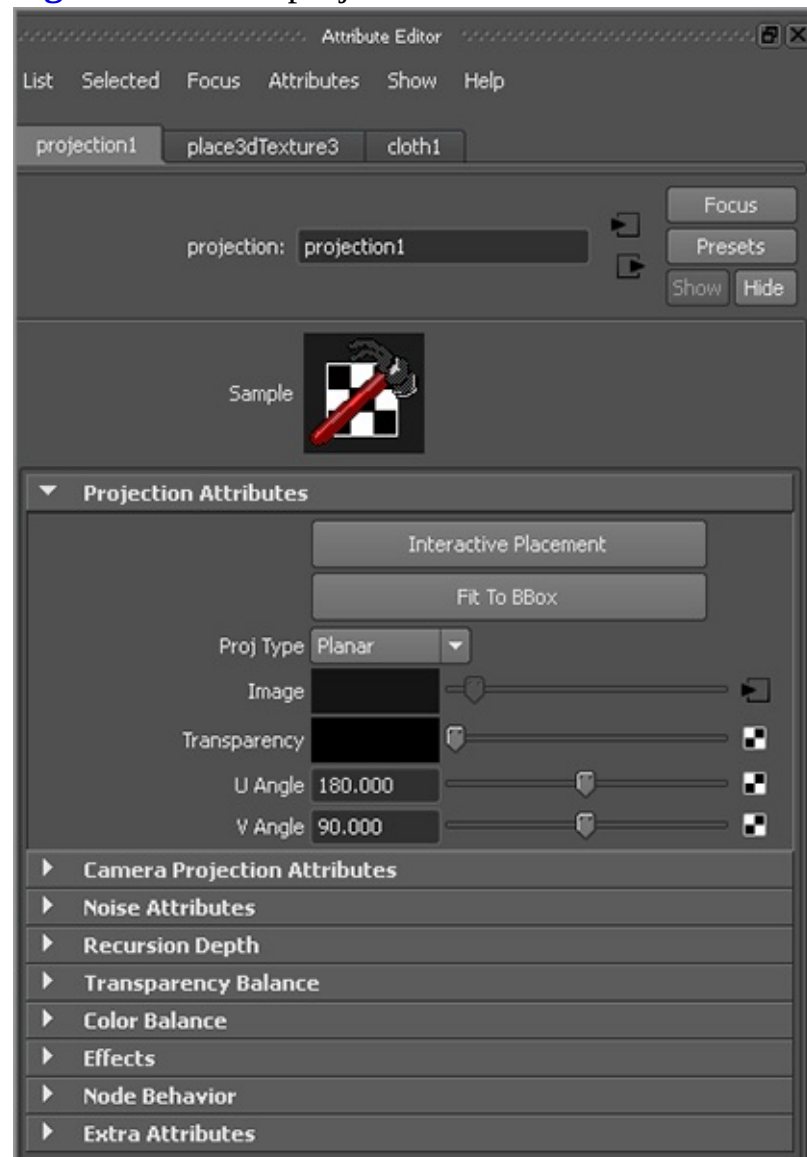 Attribute Editor
List Selected Focus Attributes Show Help
projection1 place3dTexture3 cloth1
Focus
projection: projection1 Presets
Show Hide
Sample
Projection Attributes
Interactive Placement
Fit To BBox
Proj Type Planar
Image
Transparency
U Angle 180.000
V Angle 90.000
Camera Projection Attributes
Noise Attributes
Recursion Depth
Transparency Balance
Color Balance
Effects
Node Behavior
Extra Attributes